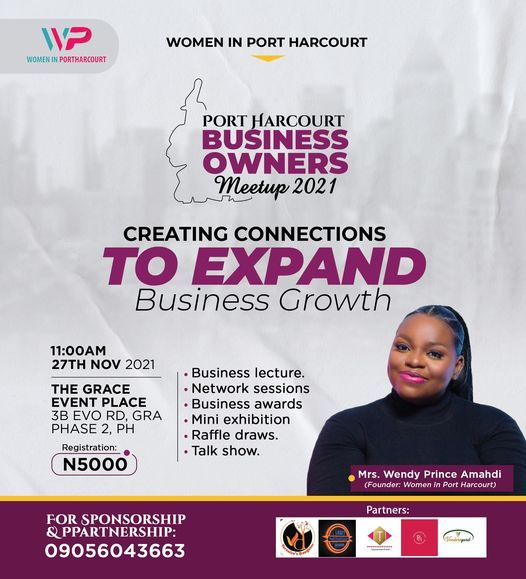 WP
WOMEN IN PORTHARCOURT
WOMEN IN PORT HARCOURT
PORT HARCOURT
BUSINESS
OWNERS
Meetup 2021
CREATING CONNECTIONS
TO EXPAND
Business Growth
11:00AM
27TH NOV 2021
THE GRACE
EVENT PLACE
3B EVO RD, GRA
PHASE 2, PH
Registration:
N5000
• Business lecture.
• Network sessions
• Business awards
• Mini exhibition
• Raffle draws.
• Talk show.
Mrs. Wendy Prince Amahdi
(Founder: Women In Port Harcourt)
FOR SPONSORSHIP
& PPARTNERSHIP:
09056043663
Partners: